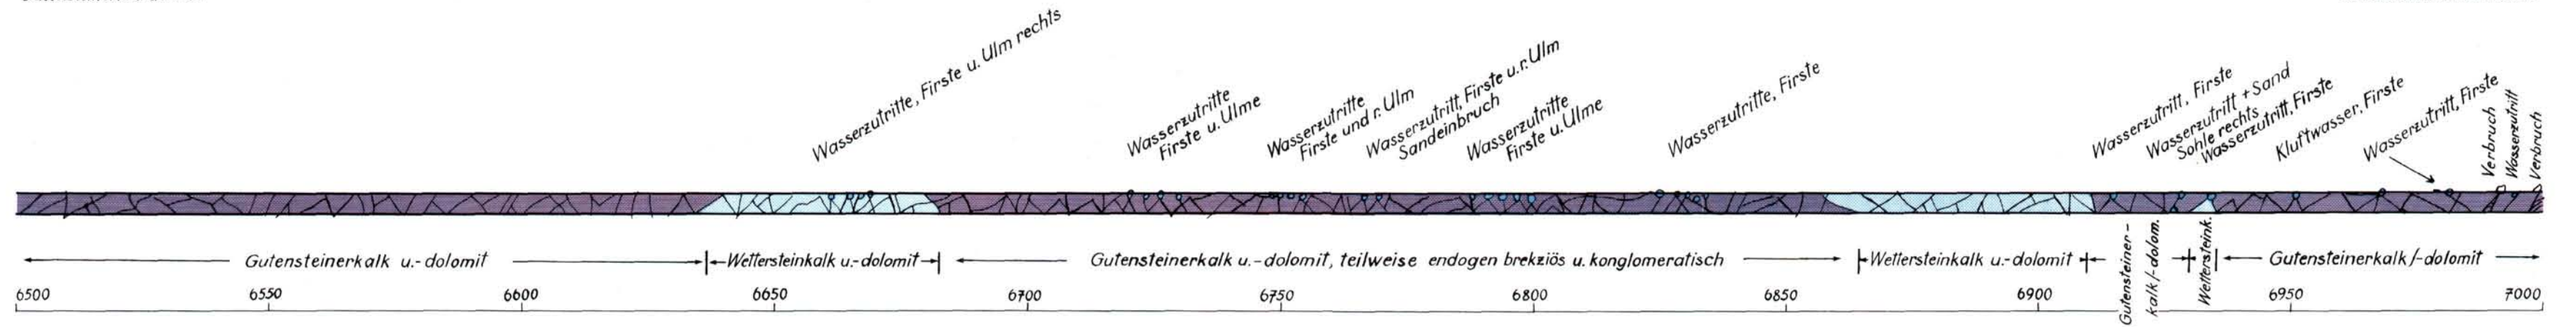 Wasserzutritte, Firste u. Ulm rechts
Wasserzutritte
Firste u. Ulme
Wasserzutritte
Firste und r. Ulm
Wasserzutritt, Firste u. r. Ulm
Sandeinbruch
Wasserzutritte
Firste u. Ulme
Wasserzutritte, Firste
Wasserzutritt, Firste
Wasserzutritt + Sand
Sohle rechts
Wasserzutritt, Firste
Kluftwasser, Firste
Wasserzutritt, Firste
Verbruch
Wasserzutritt
Verbruch
Gutensteinerkalk u.-dolomit
Wettersteinkalk u.-dolomit
Gutensteinerkalk u.-dolomit, teilweise endogen brekziös u. konglomeratisch
Wettersteinkalk u.-dolomit
Gutensteiner-
kalk/-dolom.
Wettersteink.
Gutensteinerkalk/-dolomit
6500 6550 6600 6650 6700 6750 6800 6850 6900 6950 7000